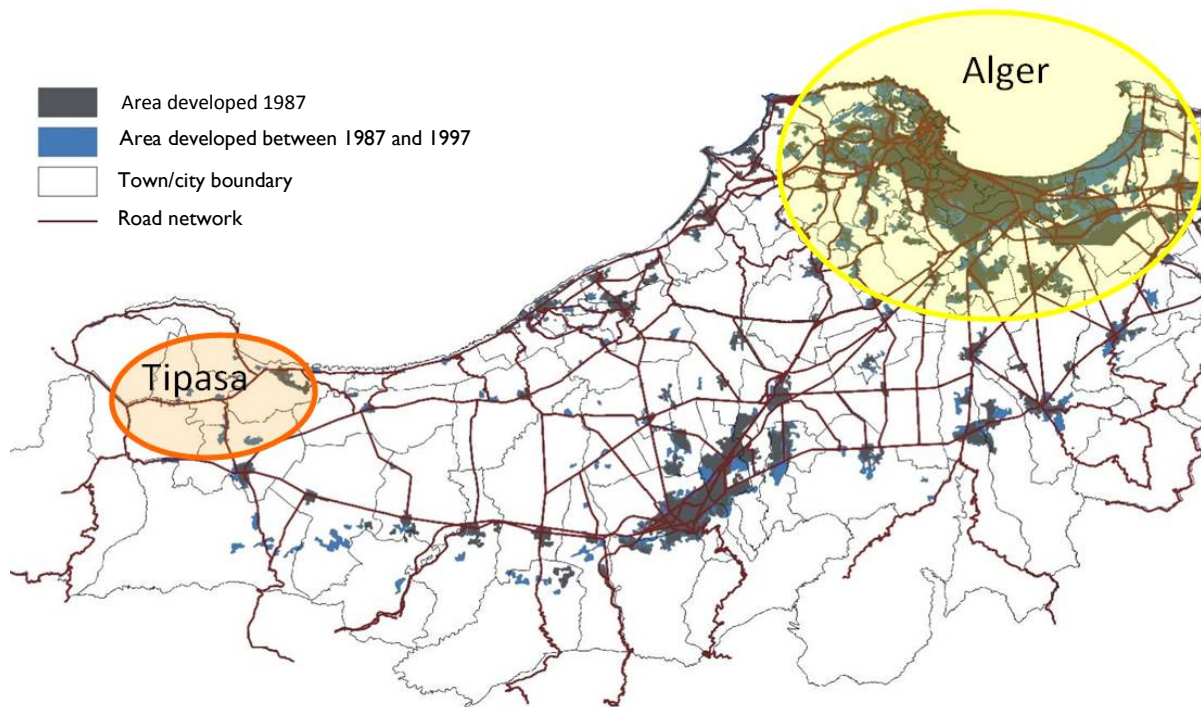 Alger
Area developed 1987
Area developed between 1987 and 1997
Town/city boundary
Road network
Tipasa